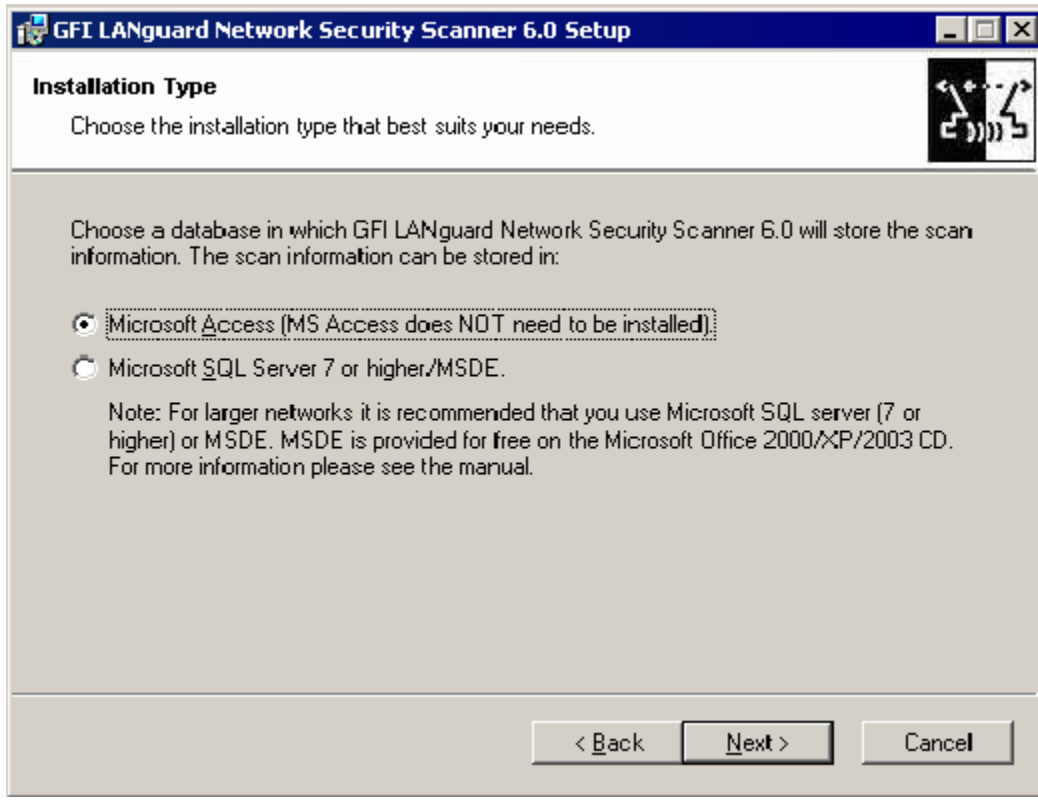 GFI LANguard Network Security Scanner 6.0 Setup
Installation Type
Choose the installation type that best suits your needs.
Choose a database in which GFI LANguard Network Security Scanner 6.0 will store the scan
information. The scan information can be stored in:
Microsoft Access (MS Access does NOT need to be installed).
Microsoft SQL Server 7 or higher/MSDE.
Note: For larger networks it is recommended that you use Microsoft SQL server (7 or
higher) or MSDE. MSDE is provided for free on the Microsoft Office 2000/XP/2003 CD.
For more information please see the manual.
< Back Next > Cancel